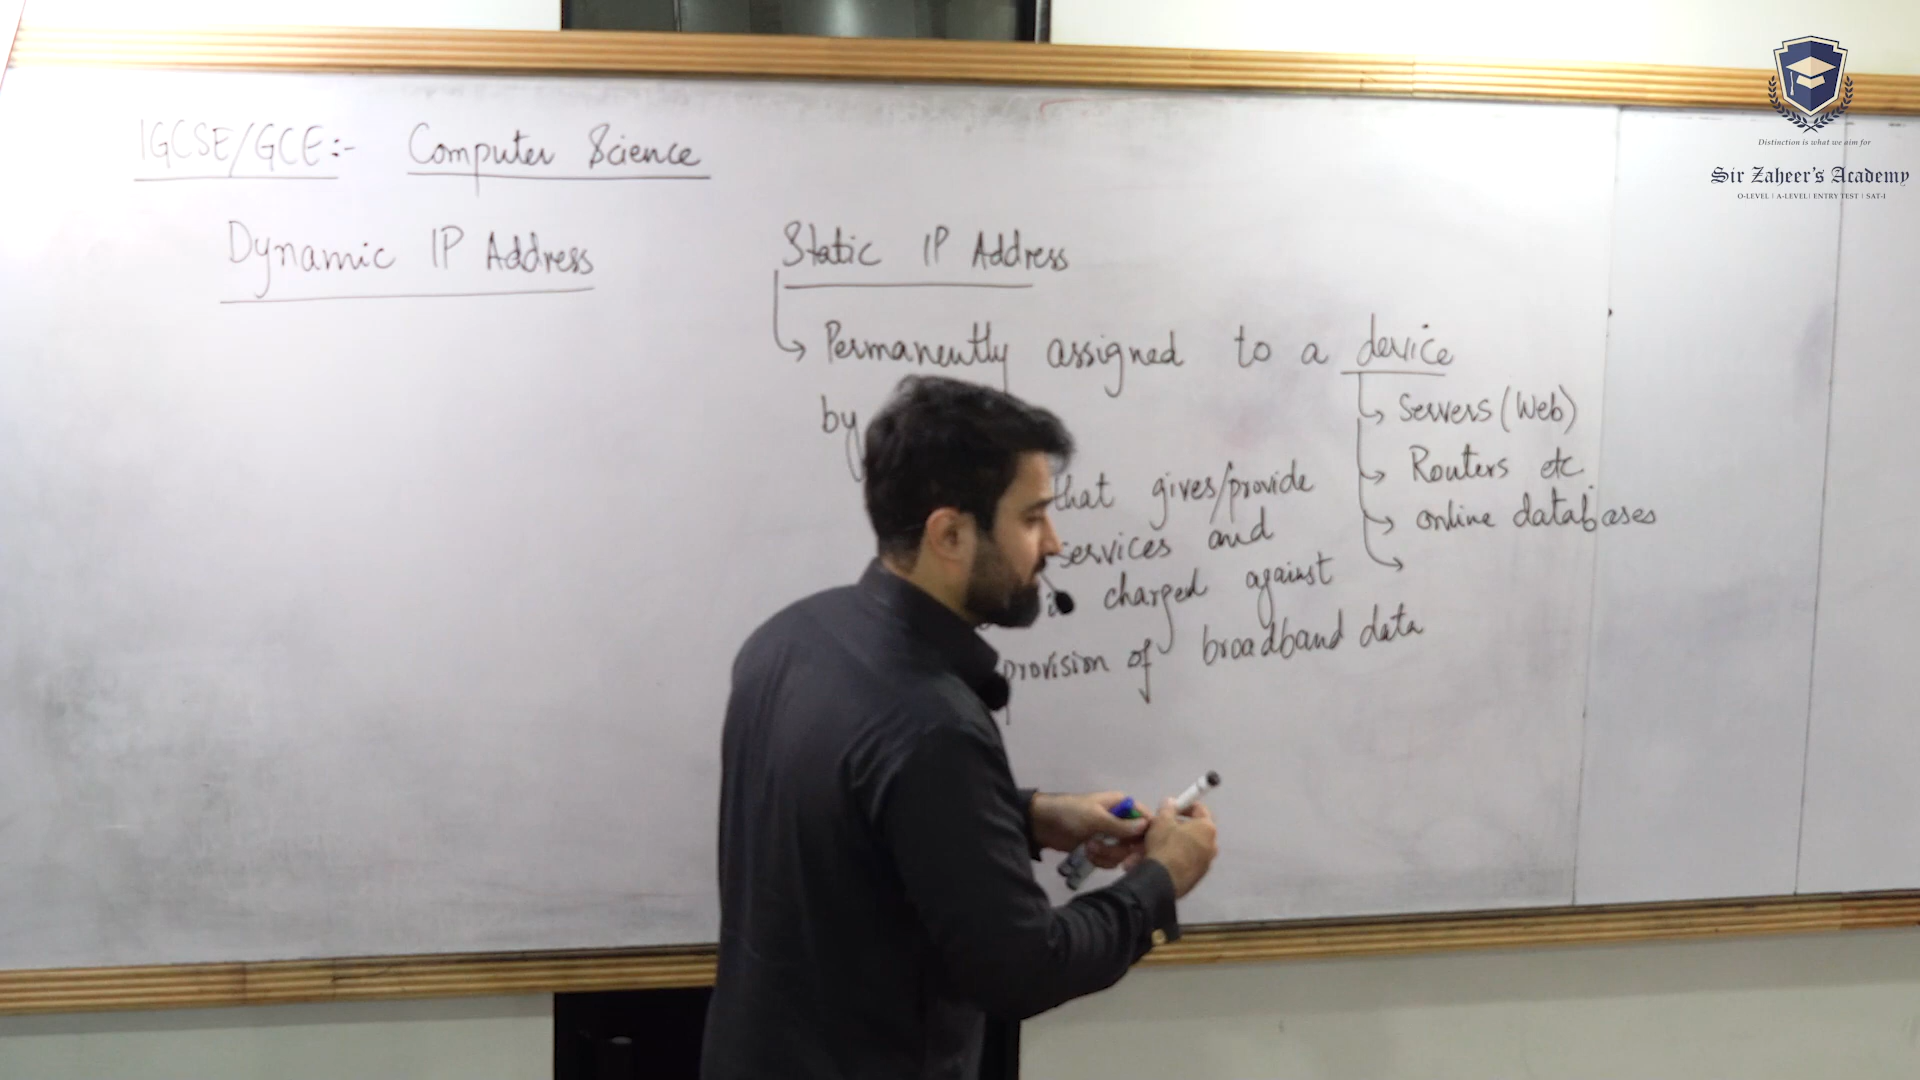 IGCSE/GCE:- Computer Science
Dynamic IP Address
Static IP Address
Permanently assigned to a device
by
Servers (Web)
Routers etc.
online databases
that gives/provide
services and
is charged against
provision of broadband data
Distinction is what we aim for
Sir Zaheer's Academy
O-LEVEL | A-LEVEL | ENTRY TEST | SAT-I